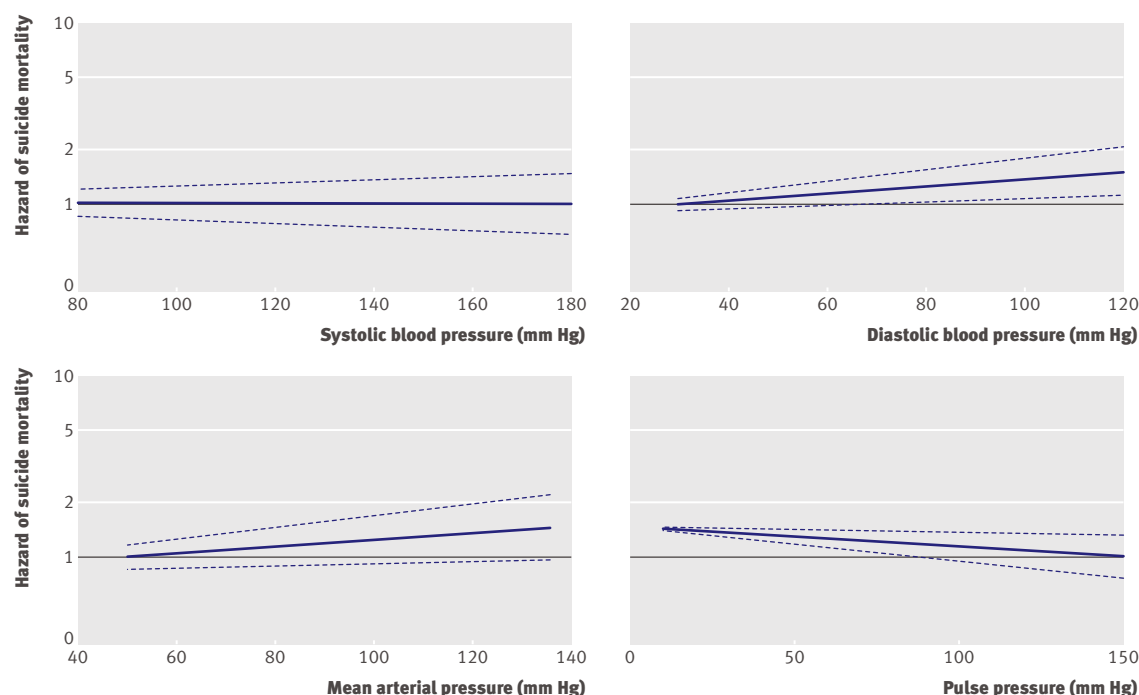 Hazard of suicide mortality
10
5
2
1
0
80 100 120 140 160 180
Systolic blood pressure (mm Hg)
20 40 60 80 100 120
Diastolic blood pressure (mm Hg)
Hazard of suicide mortality
10
5
2
1
0
40 60 80 100 120 140
Mean arterial pressure (mm Hg)
0 50 100 150
Pulse pressure (mm Hg)